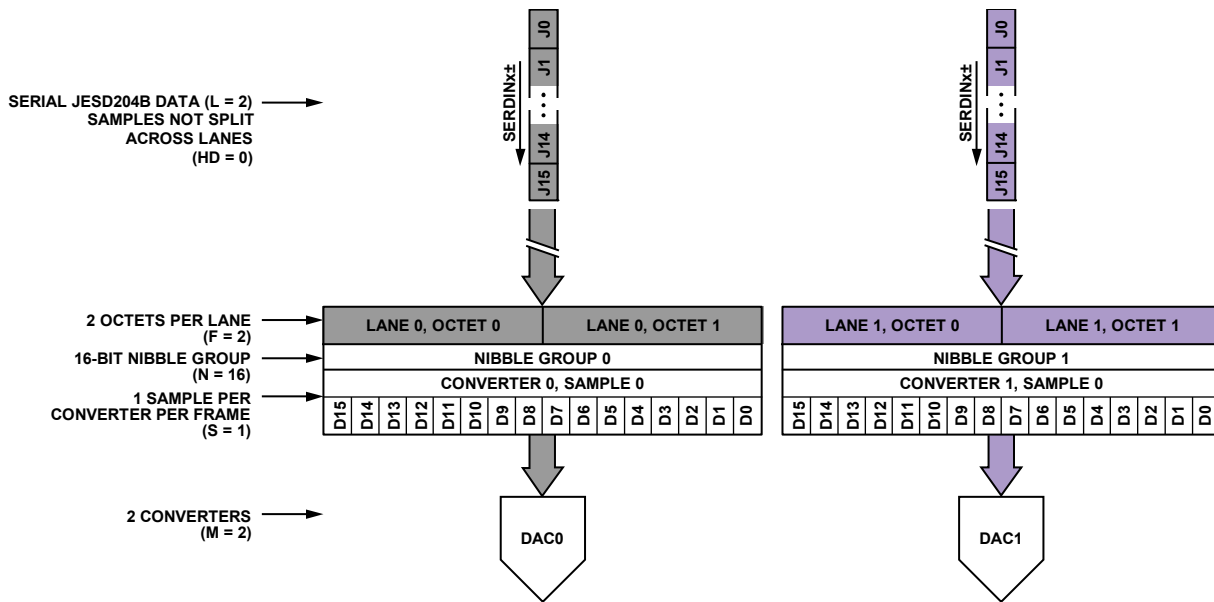 SERIAL JESD204B DATA (L = 2)
SAMPLES NOT SPLIT
ACROSS LANES
(HD = 0)
SERDINx±
J0
J1
...
J14
J15
SERDINx±
J0
J1
...
J14
J15
2 OCTETS PER LANE
(F = 2)
LANE 0, OCTET 0
LANE 0, OCTET 1
LANE 1, OCTET 0
LANE 1, OCTET 1
16-BIT NIBBLE GROUP
(N = 16)
NIBBLE GROUP 0
NIBBLE GROUP 1
1 SAMPLE PER
CONVERTER PER FRAME
(S = 1)
CONVERTER 0, SAMPLE 0
CONVERTER 1, SAMPLE 0
D15 D14 D13 D12 D11 D10 D9 D8 D7 D6 D5 D4 D3 D2 D1 D0
D15 D14 D13 D12 D11 D10 D9 D8 D7 D6 D5 D4 D3 D2 D1 D0
2 CONVERTERS
(M = 2)
DAC0
DAC1